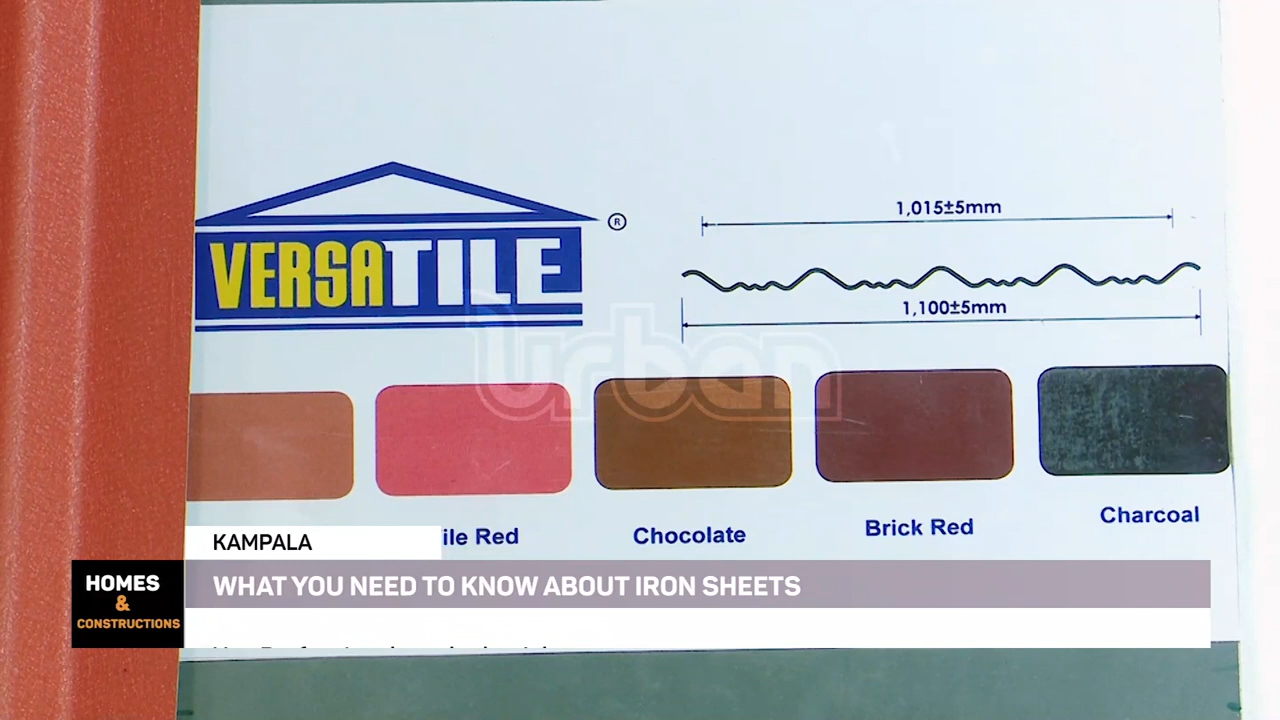 1,015±5mm
®
VERSATILE
1,100±5mm
Urban
ile Red
Chocolate
Brick Red
Charcoal
KAMPALA
HOMES
&
CONSTRUCTIONS
WHAT YOU NEED TO KNOW ABOUT IRON SHEETS